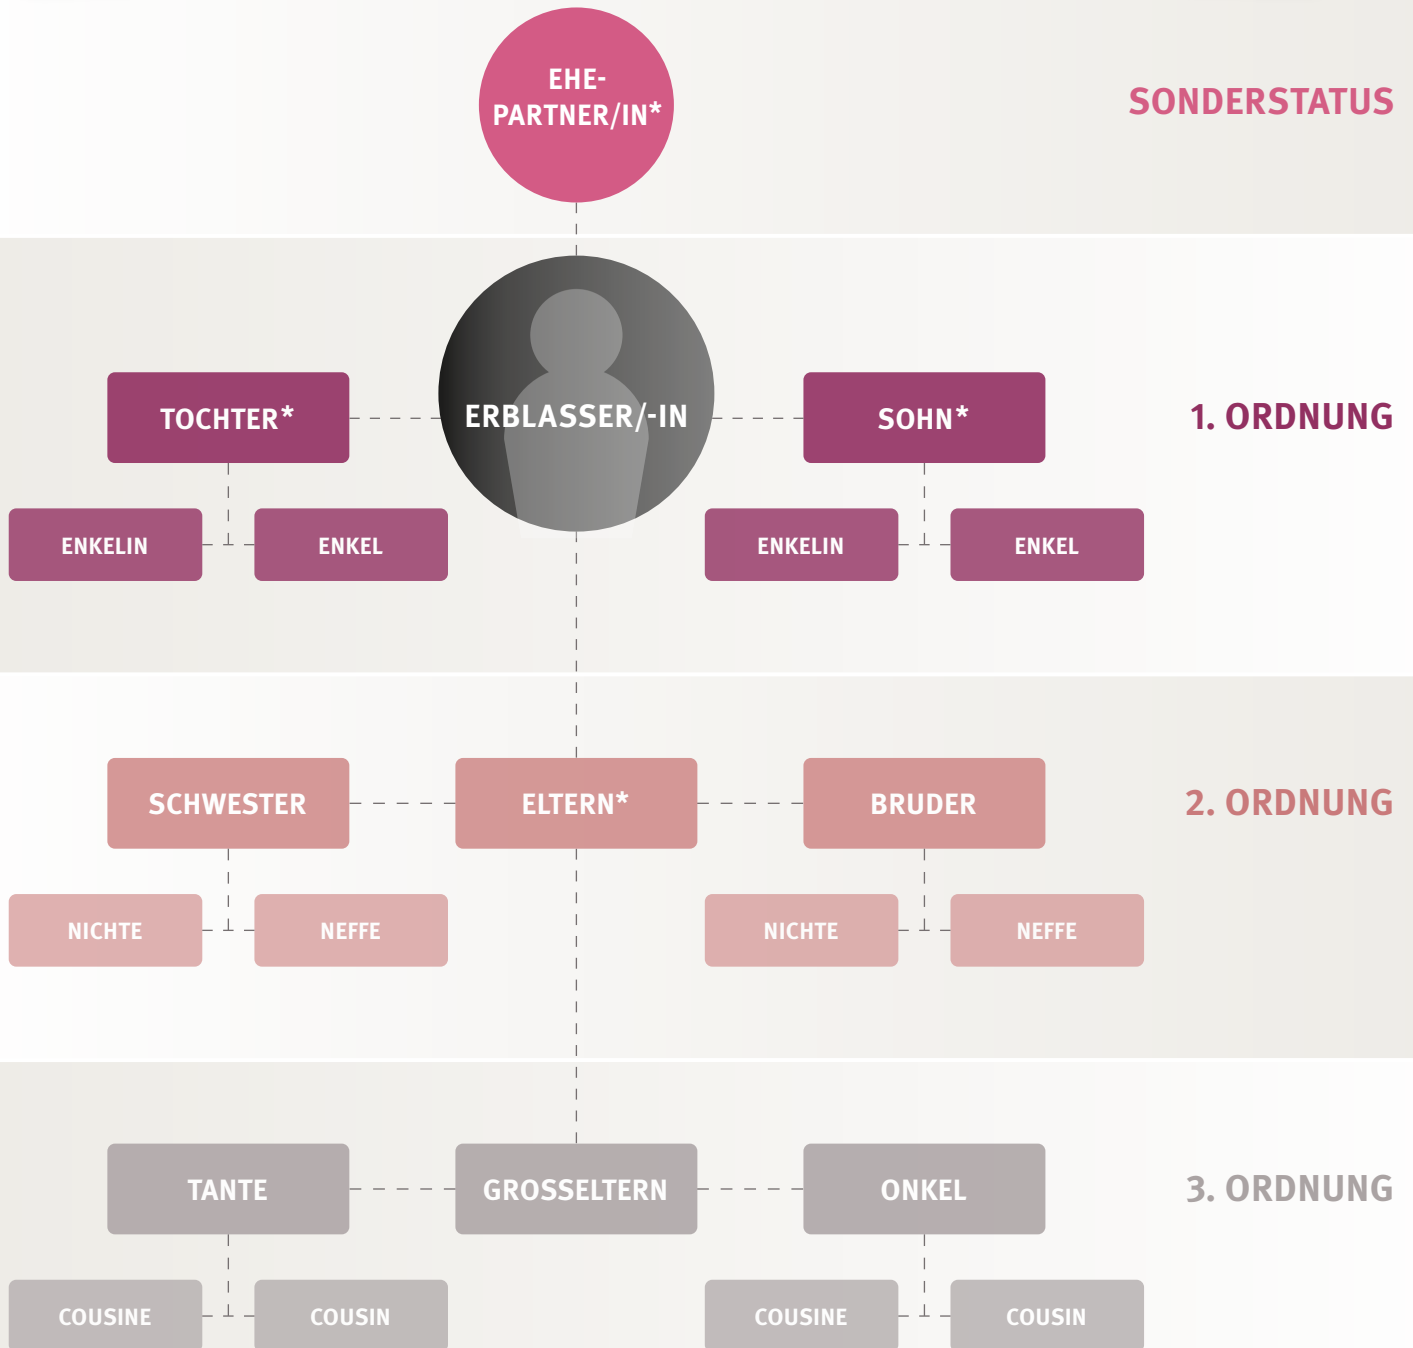 EHE-
PARTNER/IN*
SONDERSTATUS
TOCHTER*
ERBLASSER/-IN
SOHN*
1. ORDNUNG
ENKELIN
ENKEL
ENKELIN
ENKEL
SCHWESTER
ELTERN*
BRUDER
2. ORDNUNG
NICHTE
NEFFE
NICHTE
NEFFE
TANTE
GROSSELTERN
ONKEL
3. ORDNUNG
COUSINE
COUSIN
COUSINE
COUSIN